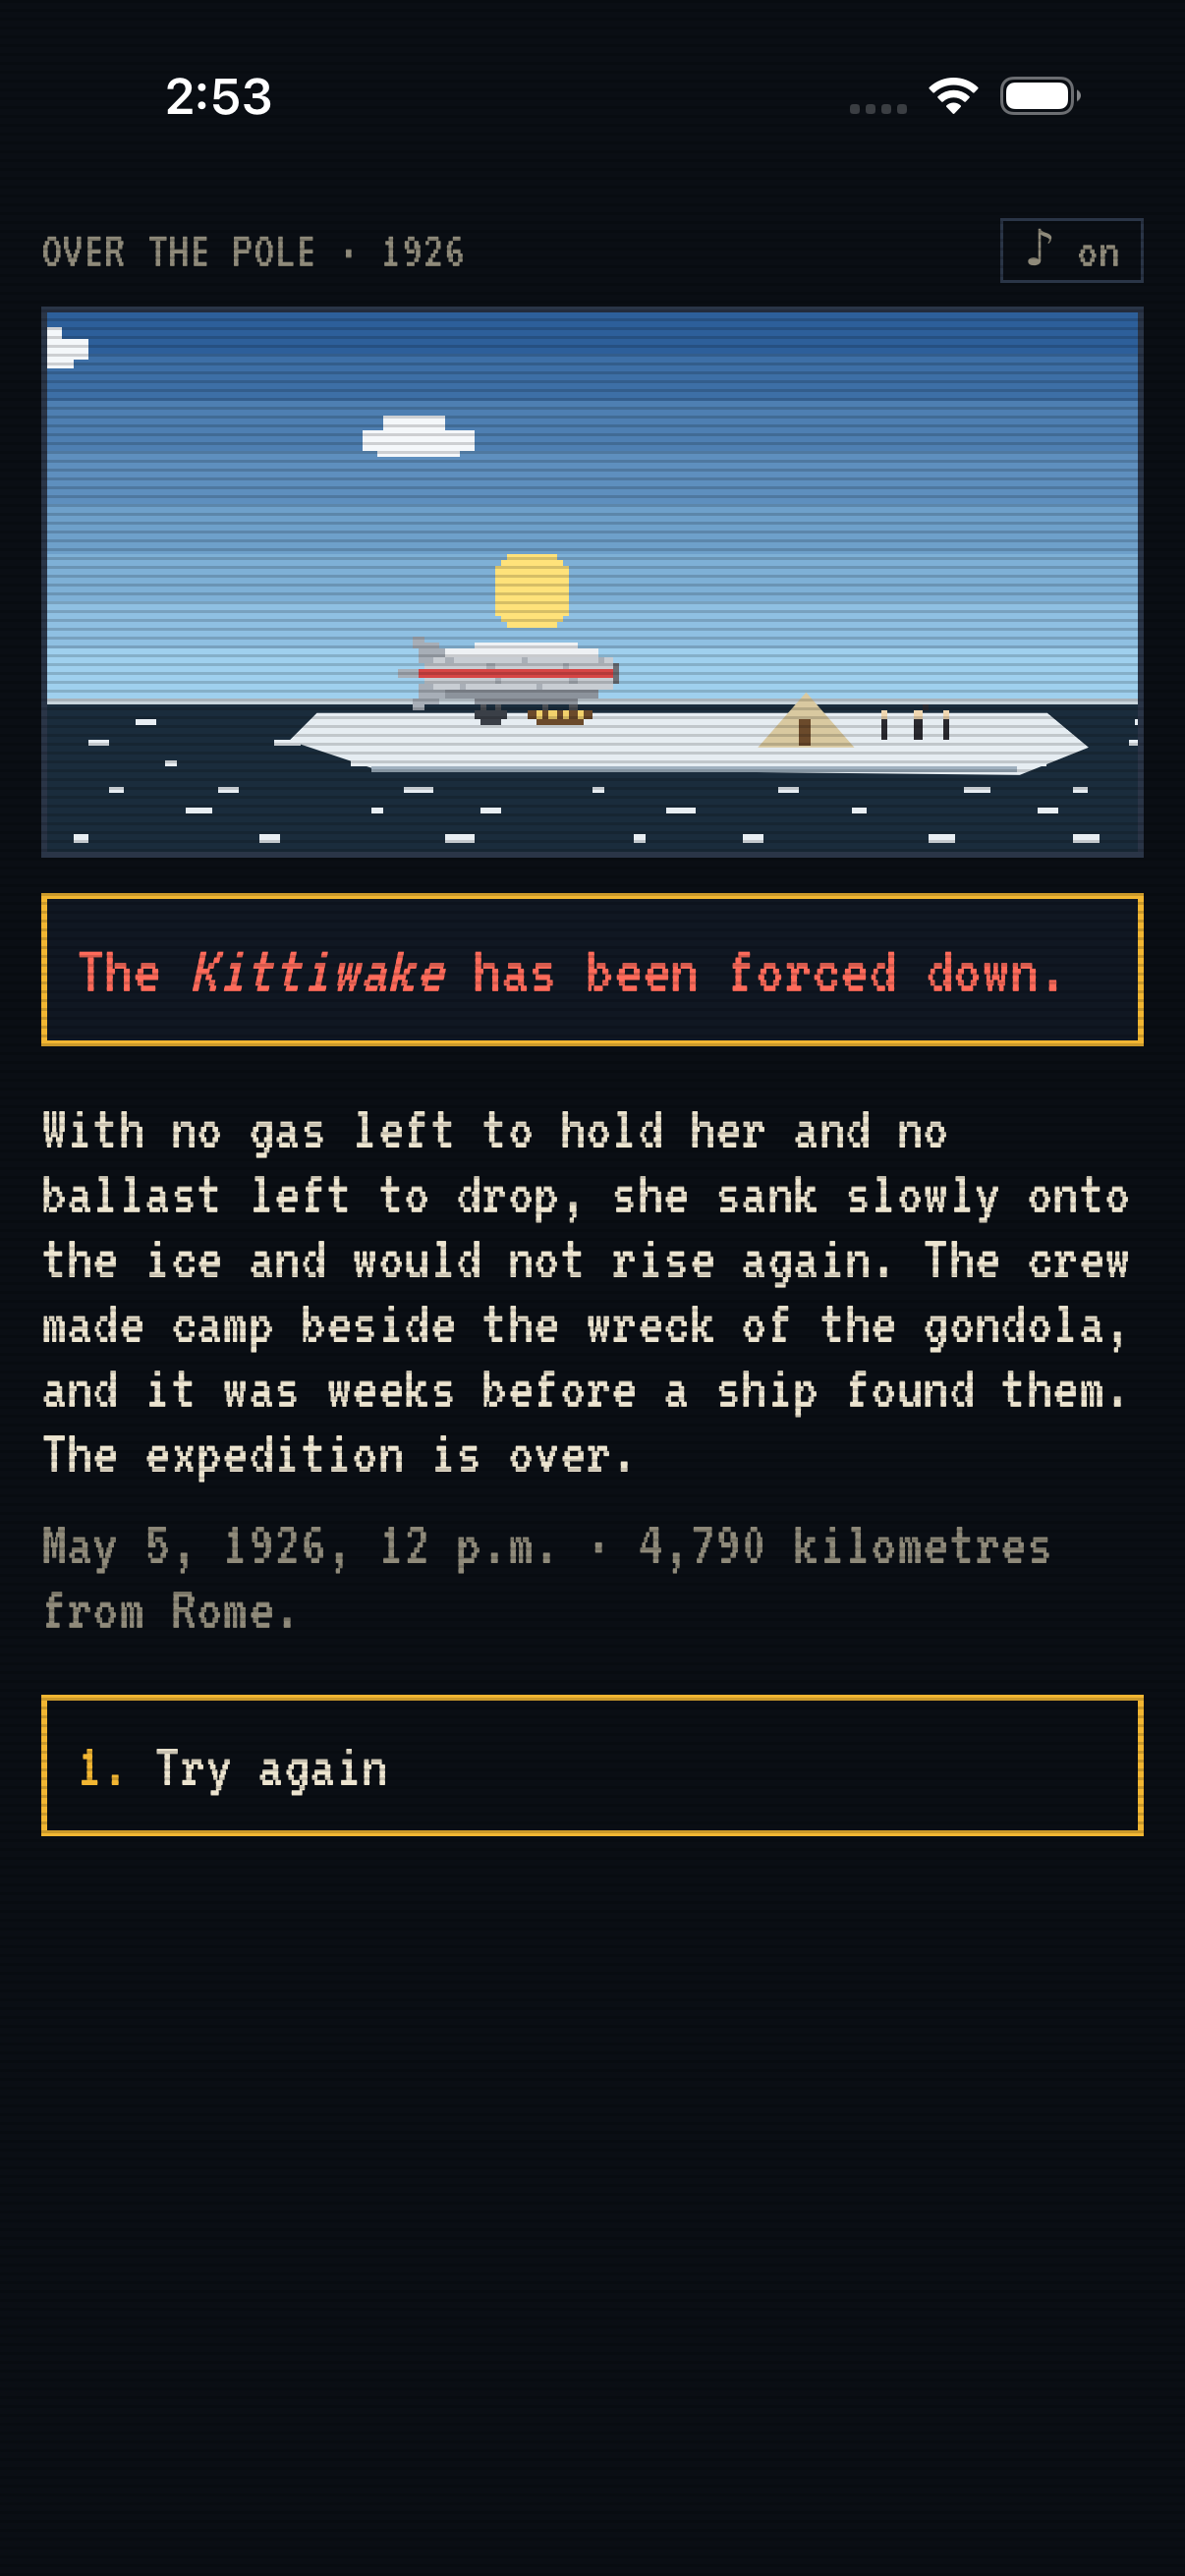 2:53
OVER THE POLE · 1926
♪ on
The Kittiwake has been forced down.
With no gas left to hold her and no
ballast left to drop, she sank slowly onto
the ice and would not rise again. The crew
made camp beside the wreck of the gondola,
and it was weeks before a ship found them.
The expedition is over.
May 5, 1926, 12 p.m. · 4,790 kilometres
from Rome.
1. Try again